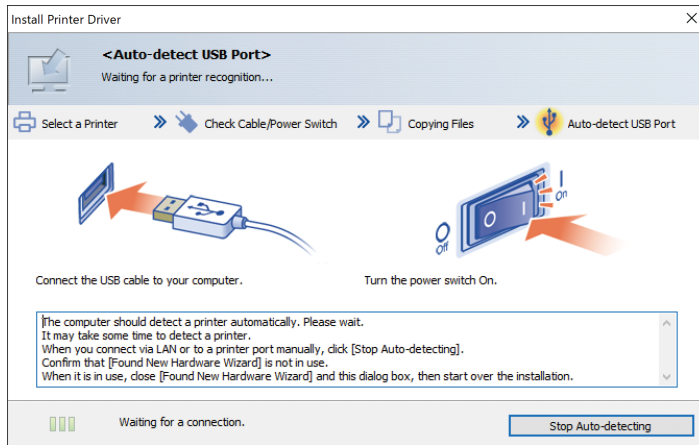 Install Printer Driver
<Auto-detect USB Port>
Waiting for a printer recognition...
Select a Printer
Check Cable/Power Switch
Copying Files
Auto-detect USB Port
I
On
O I
O
Off
Connect the USB cable to your computer.
Turn the power switch On.
The computer should detect a printer automatically. Please wait.
It may take some time to detect a printer.
When you connect via LAN or to a printer port manually, click [Stop Auto-detecting].
Confirm that [Found New Hardware Wizard] is not in use.
When it is in use, close [Found New Hardware Wizard] and this dialog box, then start over the installation.
Waiting for a connection.
Stop Auto-detecting